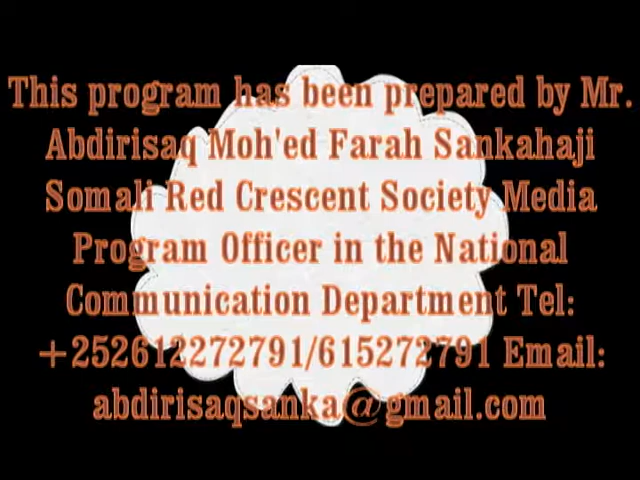 This program has been prepared by Mr.
Abdirisaq Moh'ed Farah Sankahaji
Somali Red Crescent Society Media
Program Officer in the National
Communication Department Tel:
+252612272791/615272791 Email:
abdirisaqsanka@gmail.com